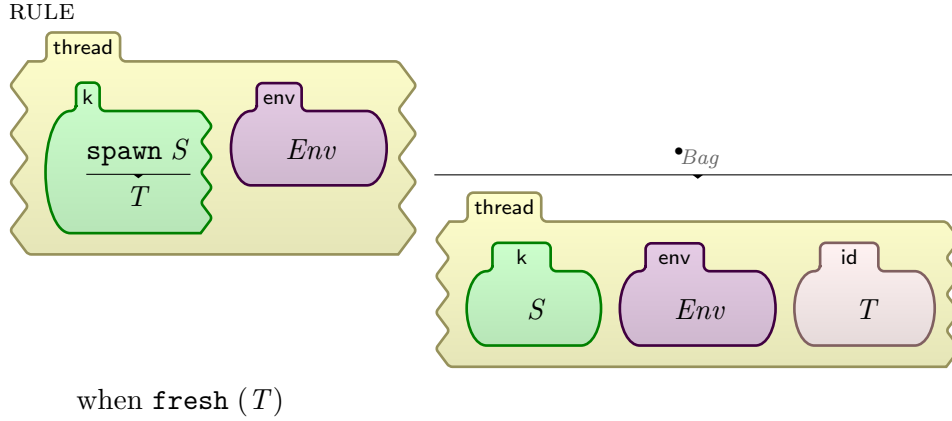 RULE
thread
k
env
spawn S
T
Env
•Bag
thread
k
env
id
S
Env
T
when fresh (T)